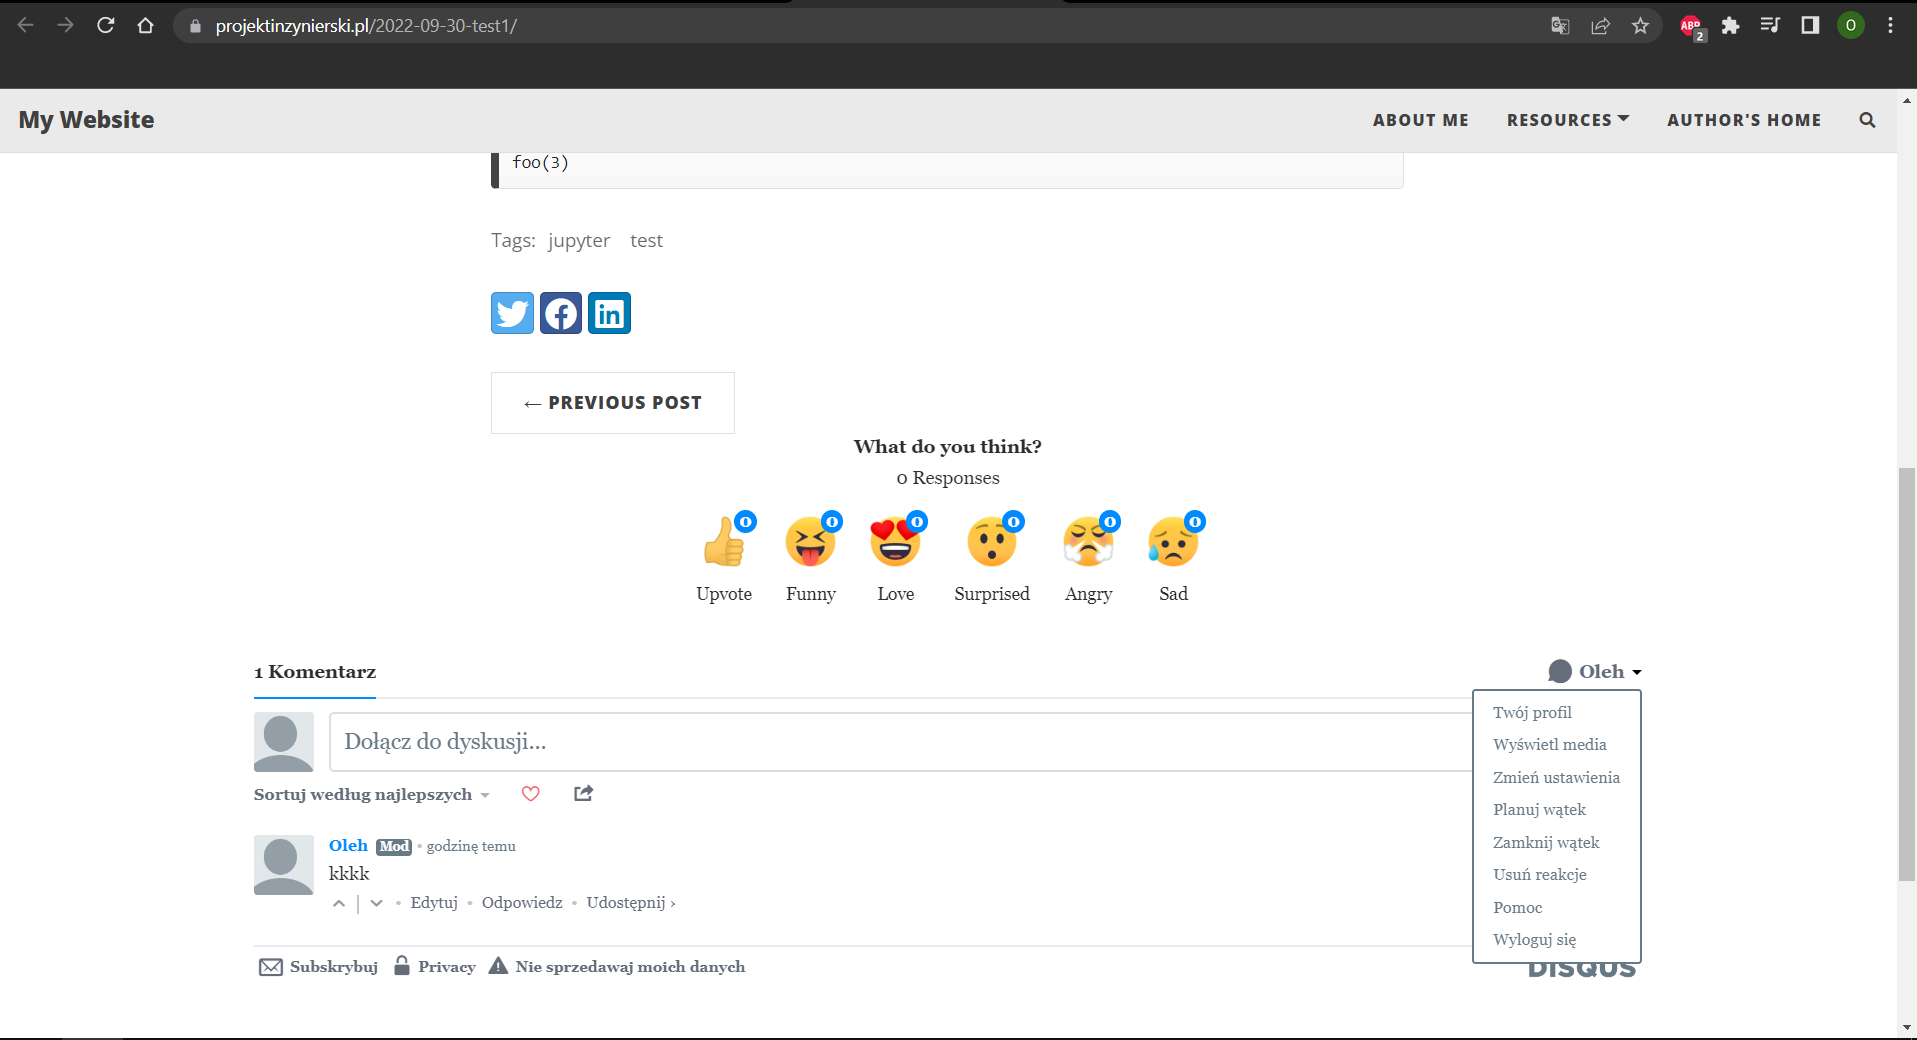 projektinzynierski.pl/2022-09-30-test1/
ABP
2
O
My Website
ABOUT ME
RESOURCES
AUTHOR'S HOME
foo(3)
Tags: jupyter test
in
← PREVIOUS POST
What do you think?
0 Responses
0 0 0 0 0 0
Upvote Funny Love Surprised Angry Sad
1 Komentarz
Oleh
Dołącz do dyskusji...
Sortuj według najlepszych
Twój profil
Wyświetl media
Zmień ustawienia
Planuj wątek
Zamknij wątek
Usuń reakcje
Pomoc
Wyloguj się
Oleh Mod • godzinę temu
kkkk
• Edytuj • Odpowiedz • Udostępnij ›
Subskrybuj Privacy Nie sprzedawaj moich danych
DISQUS